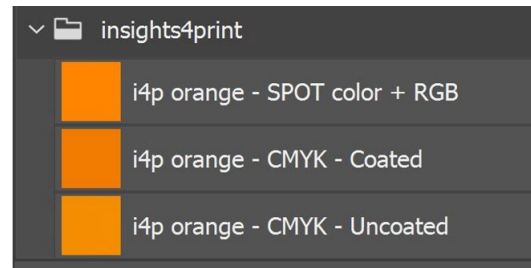 insights4print
i4p orange - SPOT color + RGB
i4p orange - CMYK - Coated
i4p orange - CMYK - Uncoated